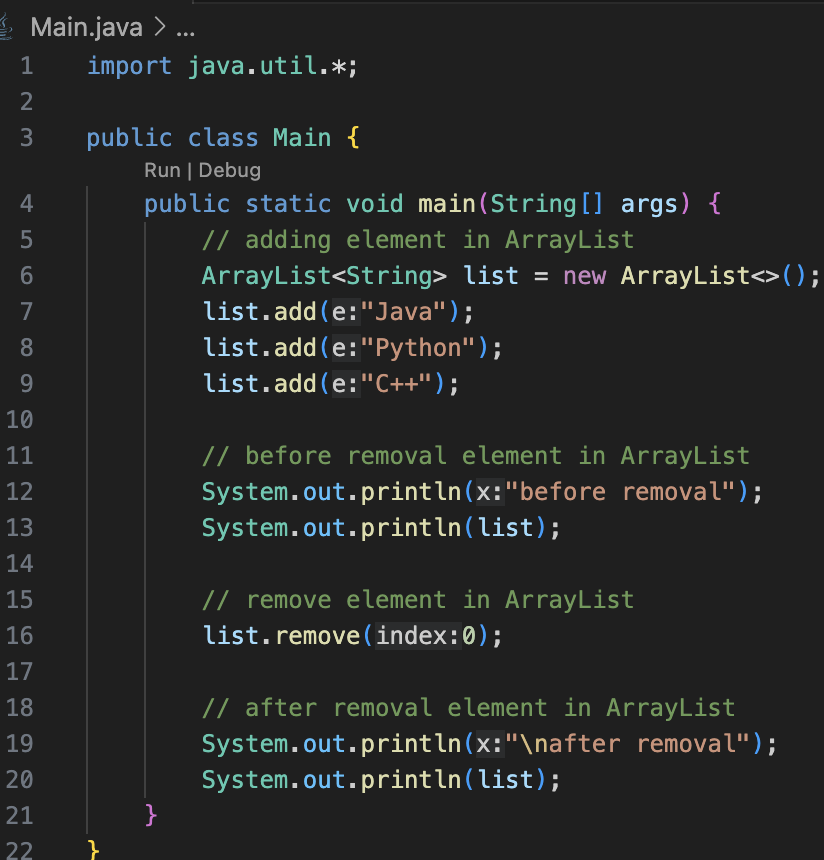 Main.java > ...
1 import java.util.*;
2
3 public class Main {
Run | Debug
4 public static void main(String[] args) {
5 // adding element in ArrayList
6 ArrayList<String> list = new ArrayList<>();
7 list.add(e:"Java");
8 list.add(e:"Python");
9 list.add(e:"C++");
10
11 // before removal element in ArrayList
12 System.out.println(x:"before removal");
13 System.out.println(list);
14
15 // remove element in ArrayList
16 list.remove(index:0);
17
18 // after removal element in ArrayList
19 System.out.println(x:"\nafter removal");
20 System.out.println(list);
21 }
22 }